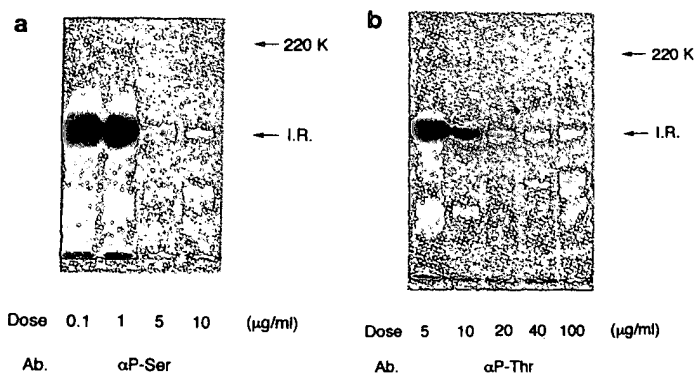 a
220 K
I.R.
Dose 0.1 1 5 10 (μg/ml)
Ab. αP-Ser
b
220 K
I.R.
Dose 5 10 20 40 100 (μg/ml)
Ab. αP-Thr